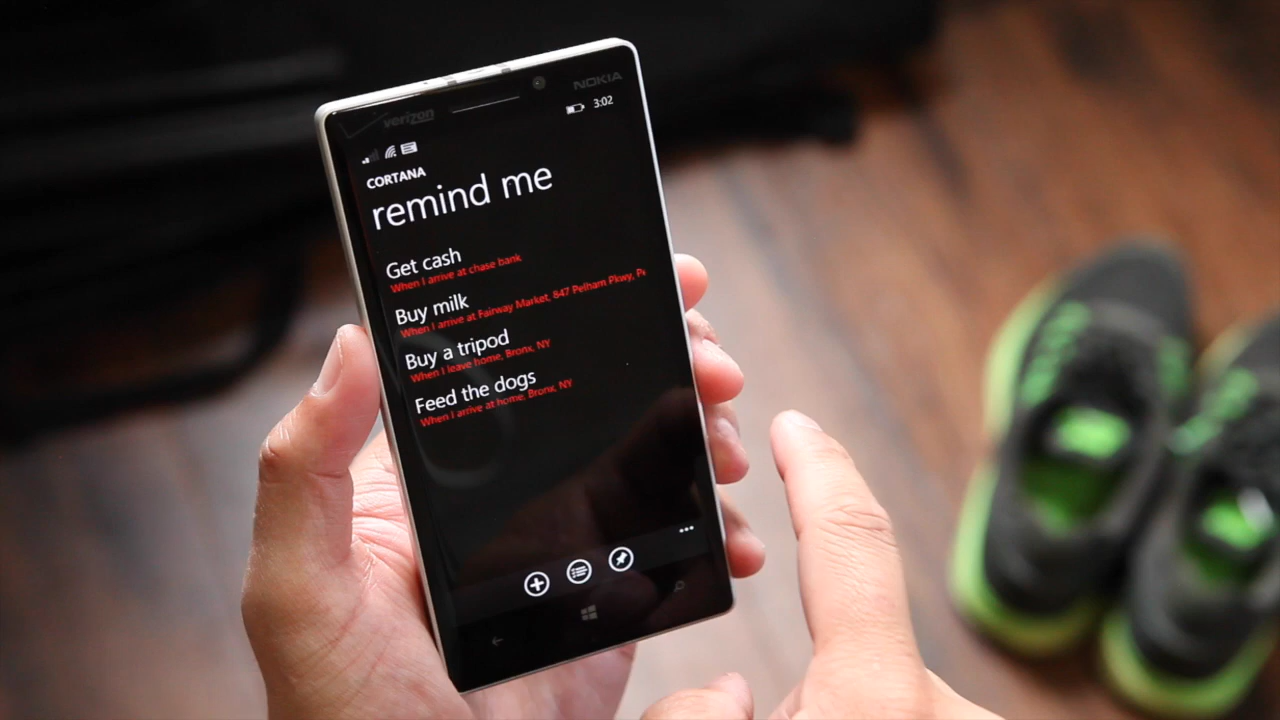 verizon
NOKIA
3:02
CORTANA
remind me
Get cash
When I arrive at chase bank
Buy milk
When I arrive at Fairway Market, 847 Pelham Pkwy, Pe
Buy a tripod
When I leave home, Bronx, NY
Feed the dogs
When I arrive at home, Bronx, NY